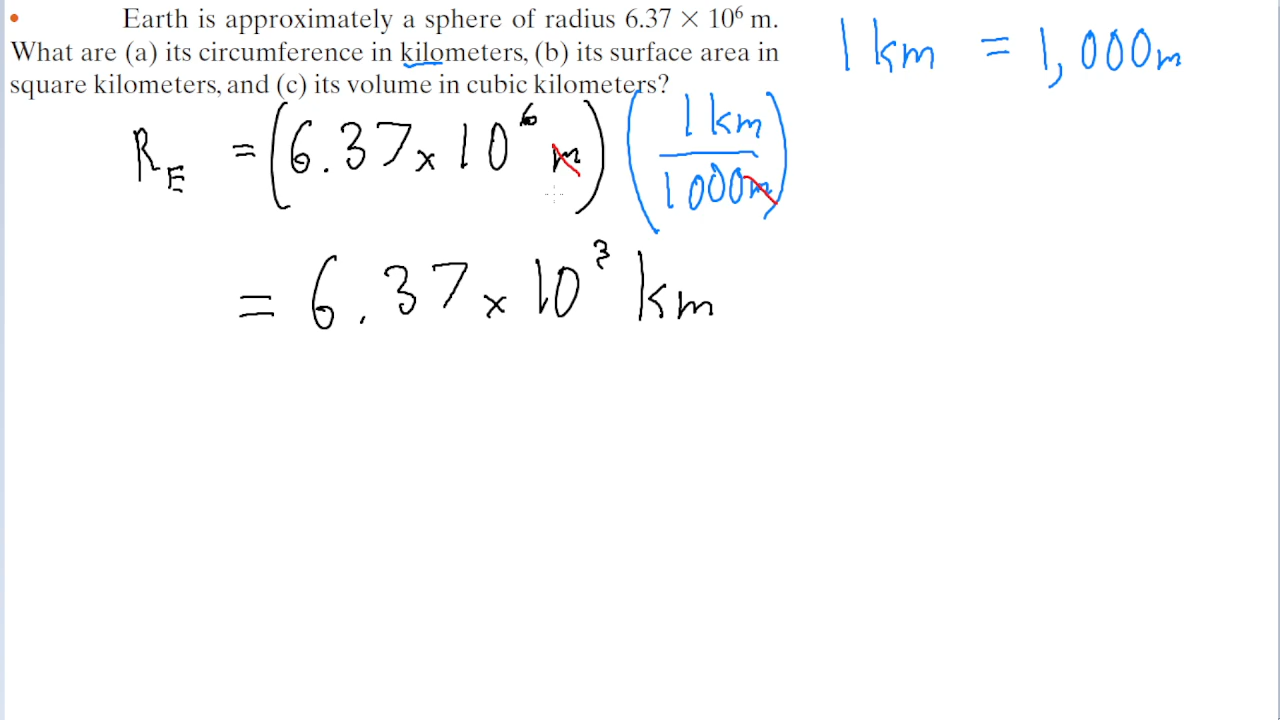 • Earth is approximately a sphere of radius 6.37 × 10⁶ m.
What are (a) its circumference in kilometers, (b) its surface area in
square kilometers, and (c) its volume in cubic kilometers?
1 km = 1,000m
R_E = (6.37 x 10⁶ m) (1 km / 1000m)
= 6.37 x 10³ km